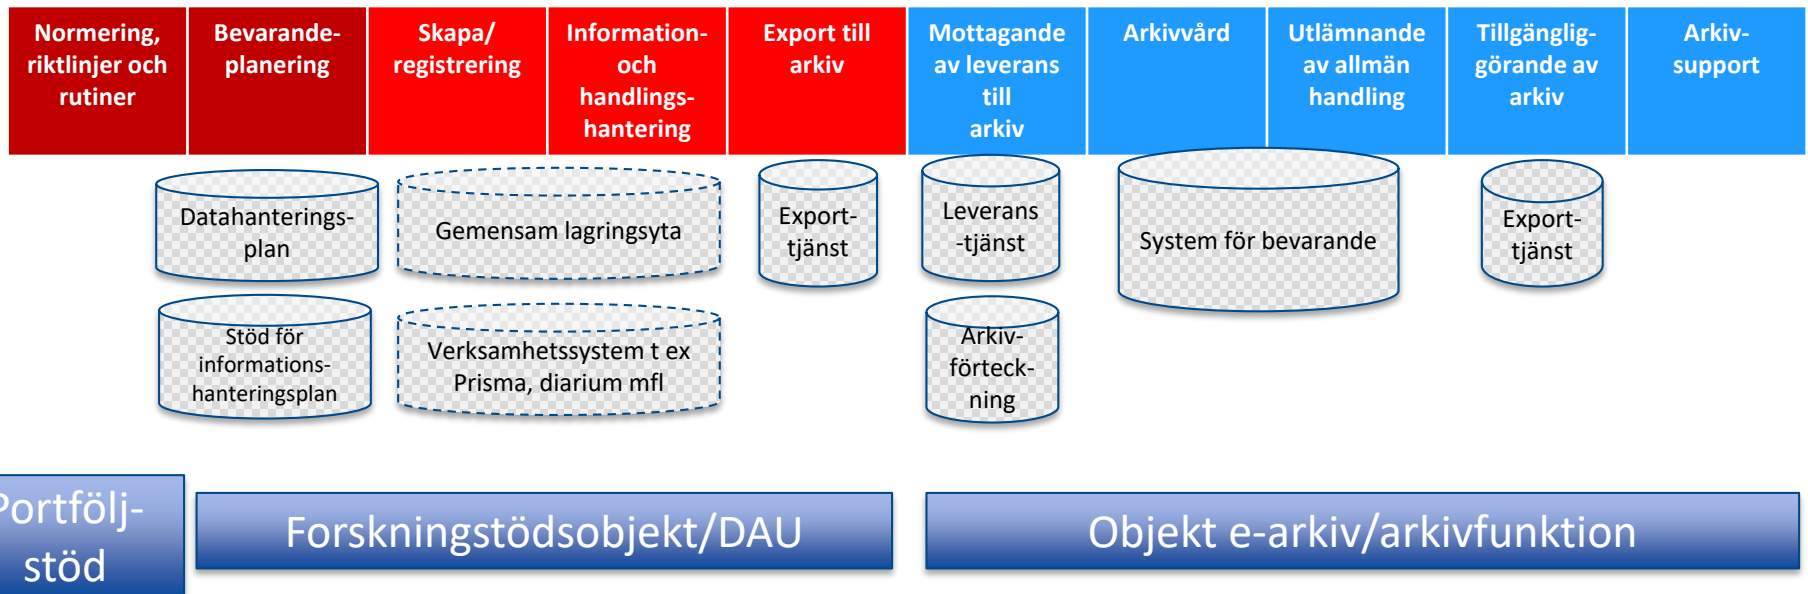 Normering,
riktlinjer och
rutiner
Bevarande-
planering
Skapa/
registrering
Information-
och
handlings-
hantering
Export till
arkiv
Mottagande
av leverans
till
arkiv
Arkivvård
Utlämnande
av allmän
handling
Tillgänglig-
görande av
arkiv
Arkiv-
support
Datahanterings-
plan
Gemensam lagringsyta
Export-
tjänst
Leverans
-tjänst
System för bevarande
Export-
tjänst
Stöd för
informations-
hanteringsplan
Verksamhetssystem t ex
Prisma, diarium mfl
Arkiv-
förteck-
ning
Portfölj-
stöd
Forskningstödsobjekt/DAU
Objekt e-arkiv/arkivfunktion